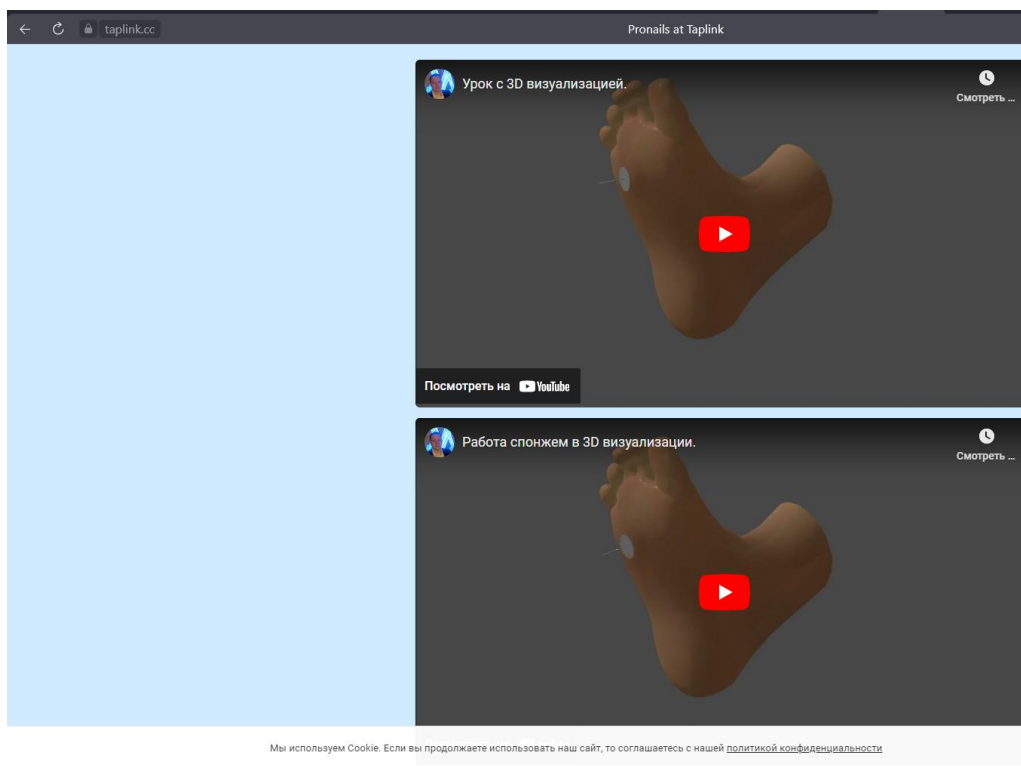 taplink.cc
Pronails at Taplink
Урок с 3D визуализацией.
Смотреть ...
Посмотреть на YouTube
Работа спонжем в 3D визуализации.
Смотреть ...
Мы используем Cookie. Если вы продолжаете использовать наш сайт, то соглашаетесь с нашей политикой конфиденциальности